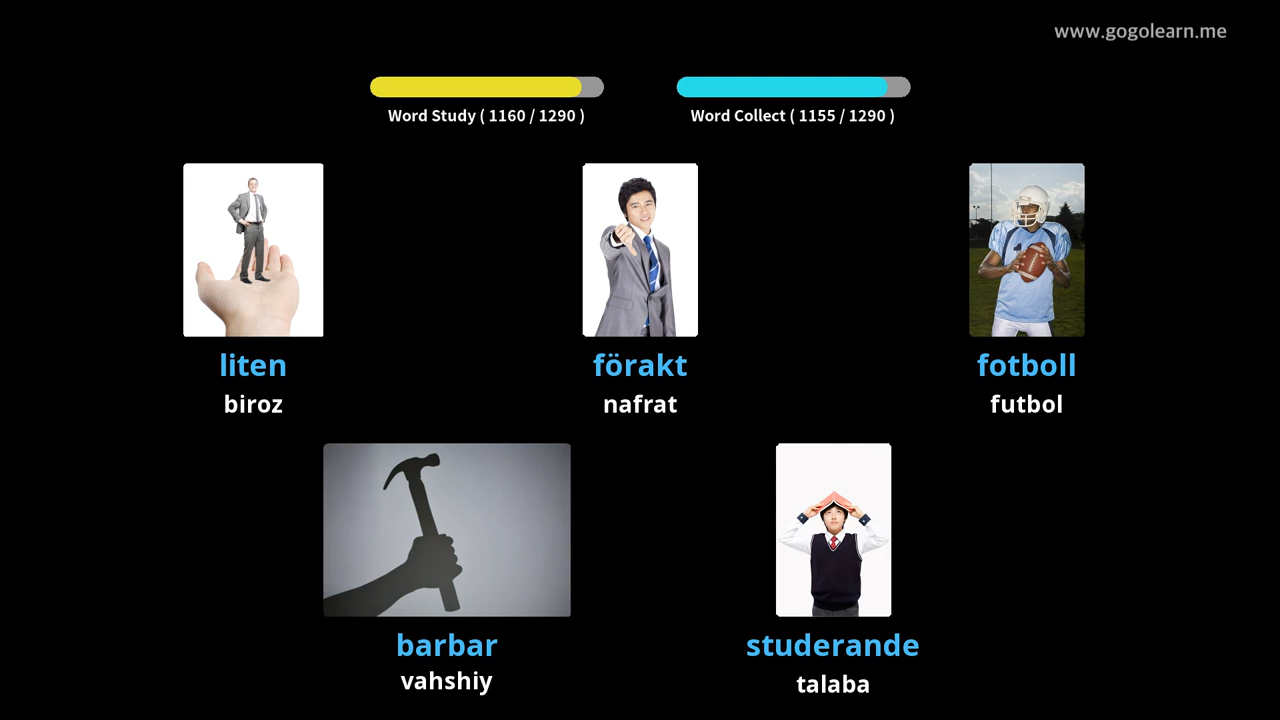 www.gogolearn.me
Word Study ( 1160 / 1290 )
Word Collect ( 1155 / 1290 )
liten
förakt
fotboll
biroz
nafrat
futbol
barbar
studerande
vahshiy
talaba